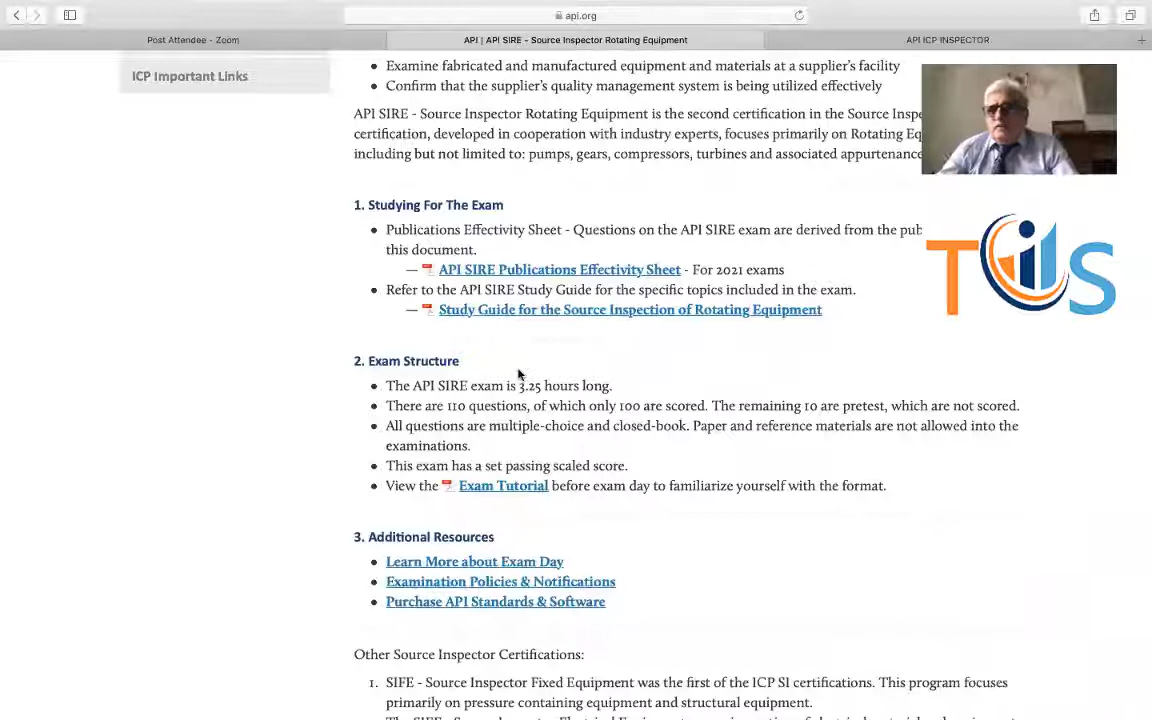 api.org
Post Attendee - Zoom
API | API SIRE - Source Inspector Rotating Equipment
API ICP INSPECTOR
ICP Important Links
Examine fabricated and manufactured equipment and materials at a supplier's facility
Confirm that the supplier's quality management system is being utilized effectively
API SIRE - Source Inspector Rotating Equipment is the second certification in the Source Inspe
certification, developed in cooperation with industry experts, focuses primarily on Rotating Eq
including but not limited to: pumps, gears, compressors, turbines and associated appurtenance
1. Studying For The Exam
Publications Effectivity Sheet - Questions on the API SIRE exam are derived from the pub
this document.
— API SIRE Publications Effectivity Sheet - For 2021 exams
Refer to the API SIRE Study Guide for the specific topics included in the exam.
— Study Guide for the Source Inspection of Rotating Equipment
TIS
2. Exam Structure
The API SIRE exam is 3.25 hours long.
There are 110 questions, of which only 100 are scored. The remaining 10 are pretest, which are not scored.
All questions are multiple-choice and closed-book. Paper and reference materials are not allowed into the
examinations.
This exam has a set passing scaled score.
View the Exam Tutorial before exam day to familiarize yourself with the format.
3. Additional Resources
Learn More about Exam Day
Examination Policies & Notifications
Purchase API Standards & Software
Other Source Inspector Certifications:
1. SIFE - Source Inspector Fixed Equipment was the first of the ICP SI certifications. This program focuses
primarily on pressure containing equipment and structural equipment.